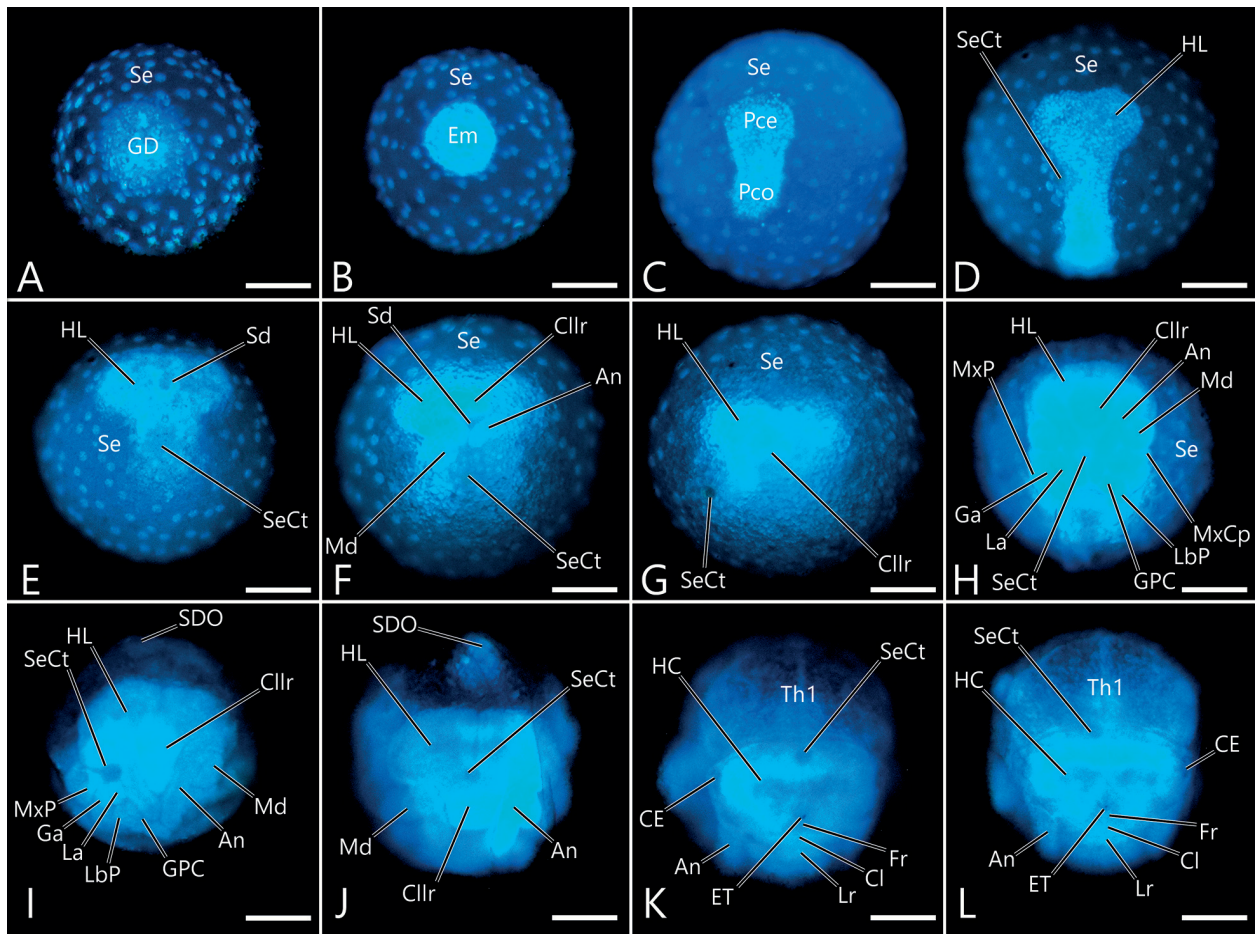 Se
GD
A
Se
Em
B
Se
Pce
Pco
C
SeCt
Se
HL
D
HL
Sd
Se
SeCt
E
Sd
HL
Se
Cllr
An
Md
SeCt
F
HL
Se
SeCt
Cllr
G
HL
Cllr
An
MxP
Md
Se
Ga
La
SeCt
GPC
LbP
MxCp
H
SDO
HL
SeCt
Cllr
MxP
Ga
La
LbP
GPC
An
Md
I
SDO
HL
SeCt
Md
Cllr
An
J
HC
SeCt
Th1
CE
An
ET
Lr
Cl
Fr
K
SeCt
HC
Th1
CE
An
ET
Lr
Cl
Fr
L